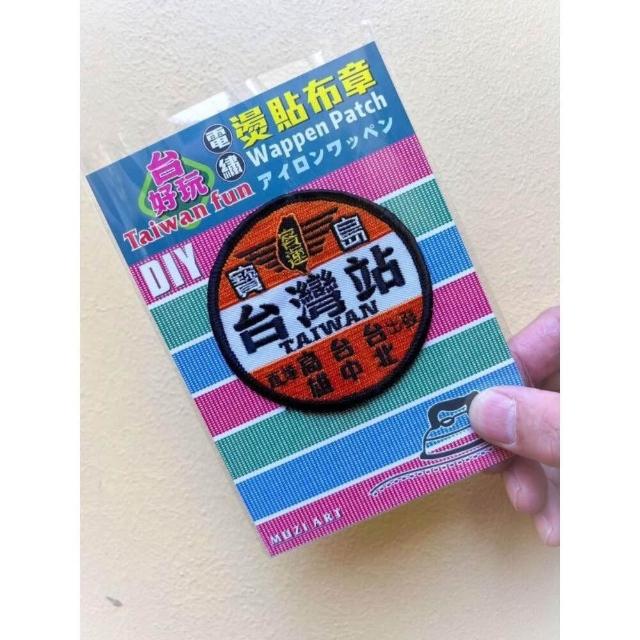 電繡 燙貼布章
Wappen Patch
アイロンワッペン
台好玩
Taiwan fun
DIY
客運
寶島
台灣站
TAIWAN
台北
台中
高雄
MUZI ART